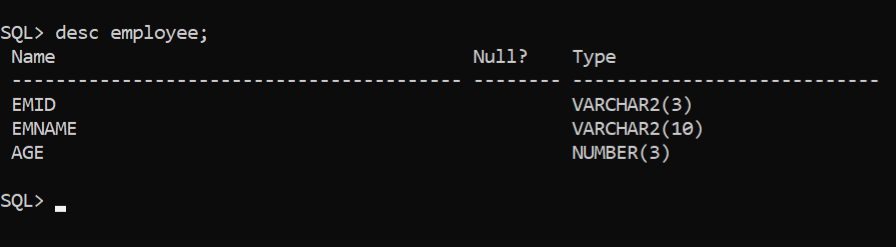 SQL> desc employee;
Name Null? Type
----------------------------------------- -------- ----------------------------
EMID VARCHAR2(3)
EMNAME VARCHAR2(10)
AGE NUMBER(3)
SQL>